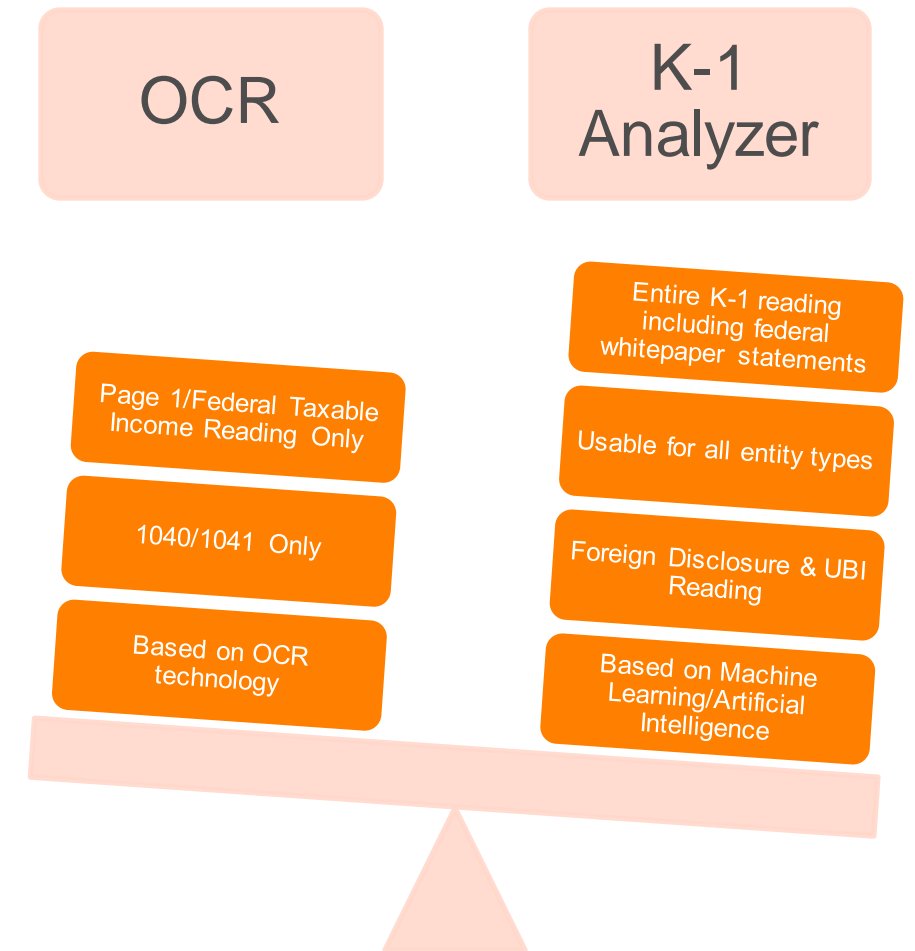 OCR
K-1
Analyzer
Page 1/Federal Taxable
Income Reading Only
1040/1041 Only
Based on OCR
technology
Entire K-1 reading
including federal
whitepaper statements
Usable for all entity types
Foreign Disclosure & UBI
Reading
Based on Machine
Learning/Artificial
Intelligence